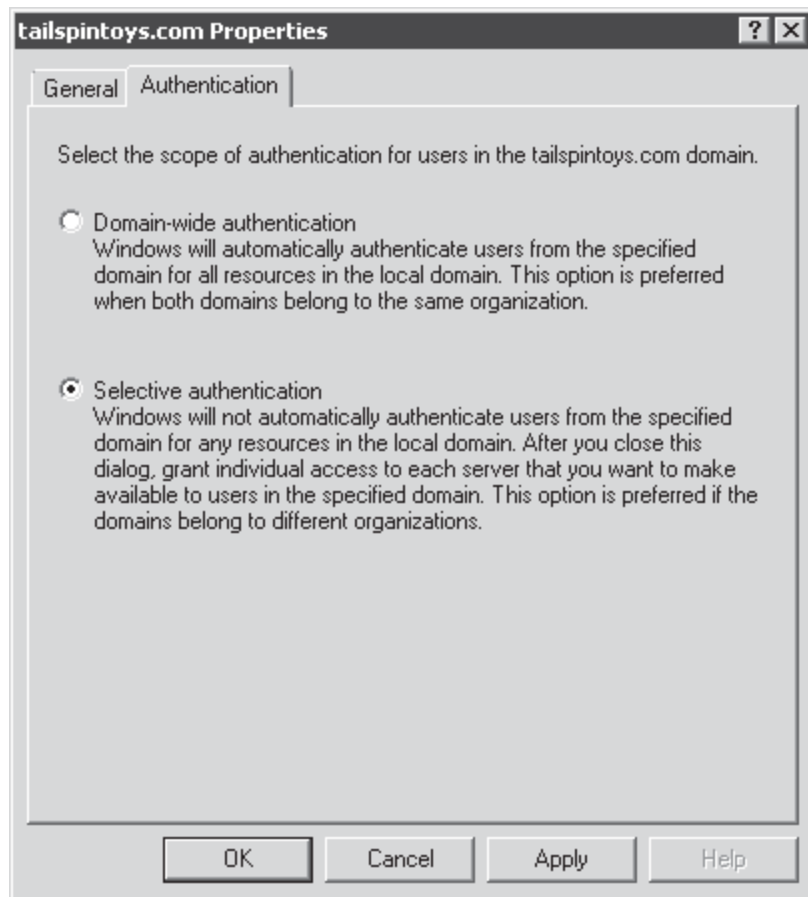 tailspintoys.com Properties
General
Authentication
Select the scope of authentication for users in the tailspintoys.com domain.
Domain-wide authentication
Windows will automatically authenticate users from the specified
domain for all resources in the local domain. This option is preferred
when both domains belong to the same organization.
Selective authentication
Windows will not automatically authenticate users from the specified
domain for any resources in the local domain. After you close this
dialog, grant individual access to each server that you want to make
available to users in the specified domain. This option is preferred if the
domains belong to different organizations.
OK
Cancel
Apply
Help